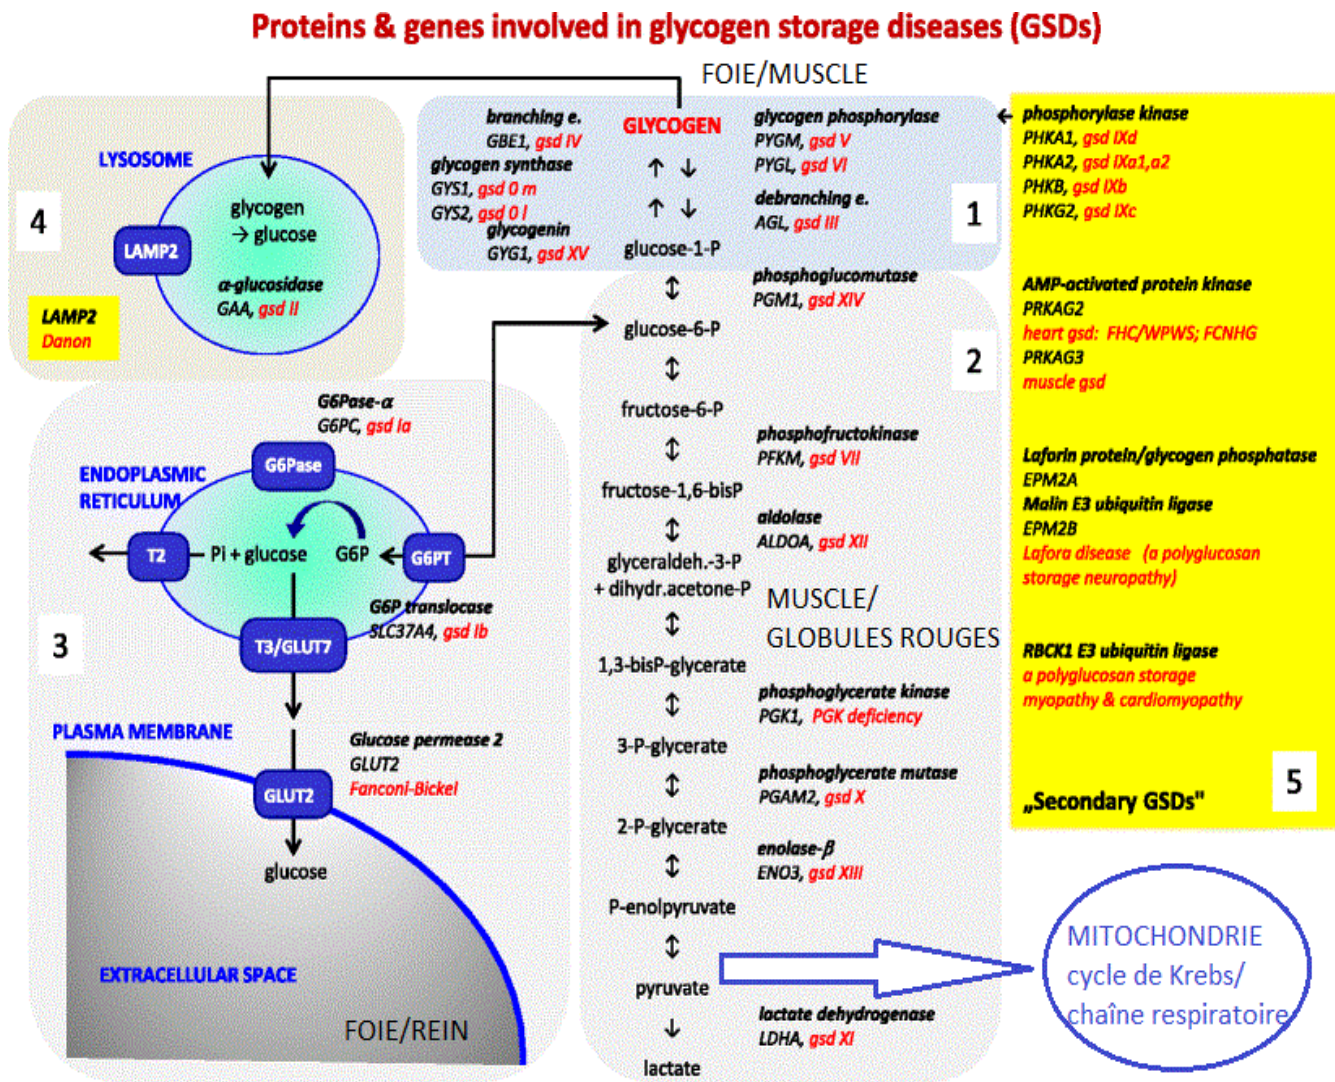 Proteins & genes involved in glycogen storage diseases (GSDs)
FOIE/MUSCLE
branching e.
GBE1, gsd IV
glycogen synthase
GYS1, gsd 0 m
GYS2, gsd 0 l
glycogenin
GYG1, gsd XV
GLYCOGEN
↑ ↓
↑ ↓
glucose-1-P
glycogen phosphorylase
PYGM, gsd V
PYGL, gsd VI
debranching e.
AGL, gsd III
1
phosphorylase kinase
PHKA1, gsd IXd
PHKA2, gsd IXa1,a2
PHKB, gsd IXb
PHKG2, gsd IXc
AMP-activated protein kinase
PRKAG2
heart gsd: FHC/WPWS; FCNHG
PRKAG3
muscle gsd
Laforin protein/glycogen phosphatase
EPM2A
Malin E3 ubiquitin ligase
EPM2B
Lafora disease (a polyglucosan
storage neuropathy)
RBCK1 E3 ubiquitin ligase
a polyglucosan storage
myopathy & cardiomyopathy
5
„Secondary GSDs"
LYSOSOME
4
glycogen
→ glucose
LAMP2
α-glucosidase
GAA, gsd II
LAMP2
Danon
phosphoglucomutase
PGM1, gsd XIV
2
↕
glucose-6-P
↕
fructose-6-P
↕
phosphofructokinase
PFKM, gsd VII
fructose-1,6-bisP
↕
aldolase
ALDOA, gsd XII
glyceraldeh.-3-P
+ dihydr.acetone-P
MUSCLE/
GLOBULES ROUGES
↕
1,3-bisP-glycerate
↕
phosphoglycerate kinase
PGK1, PGK deficiency
3-P-glycerate
↕
phosphoglycerate mutase
PGAM2, gsd X
2-P-glycerate
↕
enolase-β
ENO3, gsd XIII
P-enolpyruvate
↕
pyruvate
↓
lactate dehydrogenase
LDHA, gsd XI
lactate
MITOCHONDRIE
cycle de Krebs/
chaîne respiratoire
G6Pase-α
G6PC, gsd Ia
G6Pase
ENDOPLASMIC
RETICULUM
T2
Pi + glucose
G6P
G6PT
G6P translocase
SLC37A4, gsd Ib
T3/GLUT7
3
PLASMA MEMBRANE
Glucose permease 2
GLUT2
Fanconi-Bickel
GLUT2
glucose
EXTRACELLULAR SPACE
FOIE/REIN